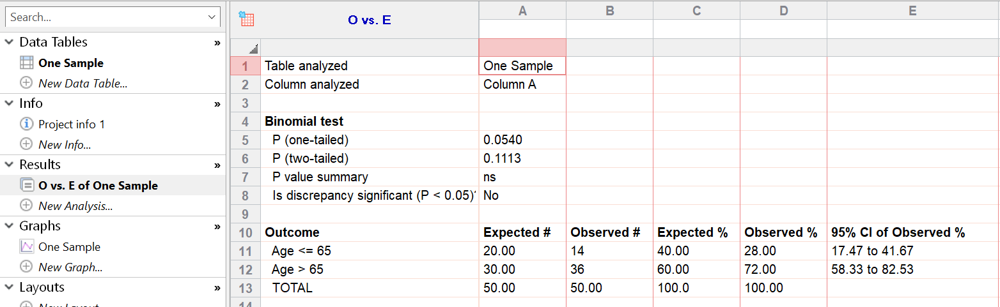 Search...
Data Tables »
One Sample
New Data Table...
Info »
Project info 1
New Info...
Results »
O vs. E of One Sample
New Analysis...
Graphs »
One Sample
New Graph...
Layouts »
O vs. E A B C D E
1 Table analyzed One Sample
2 Column analyzed Column A
3
4 Binomial test
5 P (one-tailed) 0.0540
6 P (two-tailed) 0.1113
7 P value summary ns
8 Is discrepancy significant (P < 0.05) No
9
10 Outcome Expected # Observed # Expected % Observed % 95% CI of Observed %
11 Age <= 65 20.00 14 40.00 28.00 17.47 to 41.67
12 Age > 65 30.00 36 60.00 72.00 58.33 to 82.53
13 TOTAL 50.00 50.00 100.0 100.00